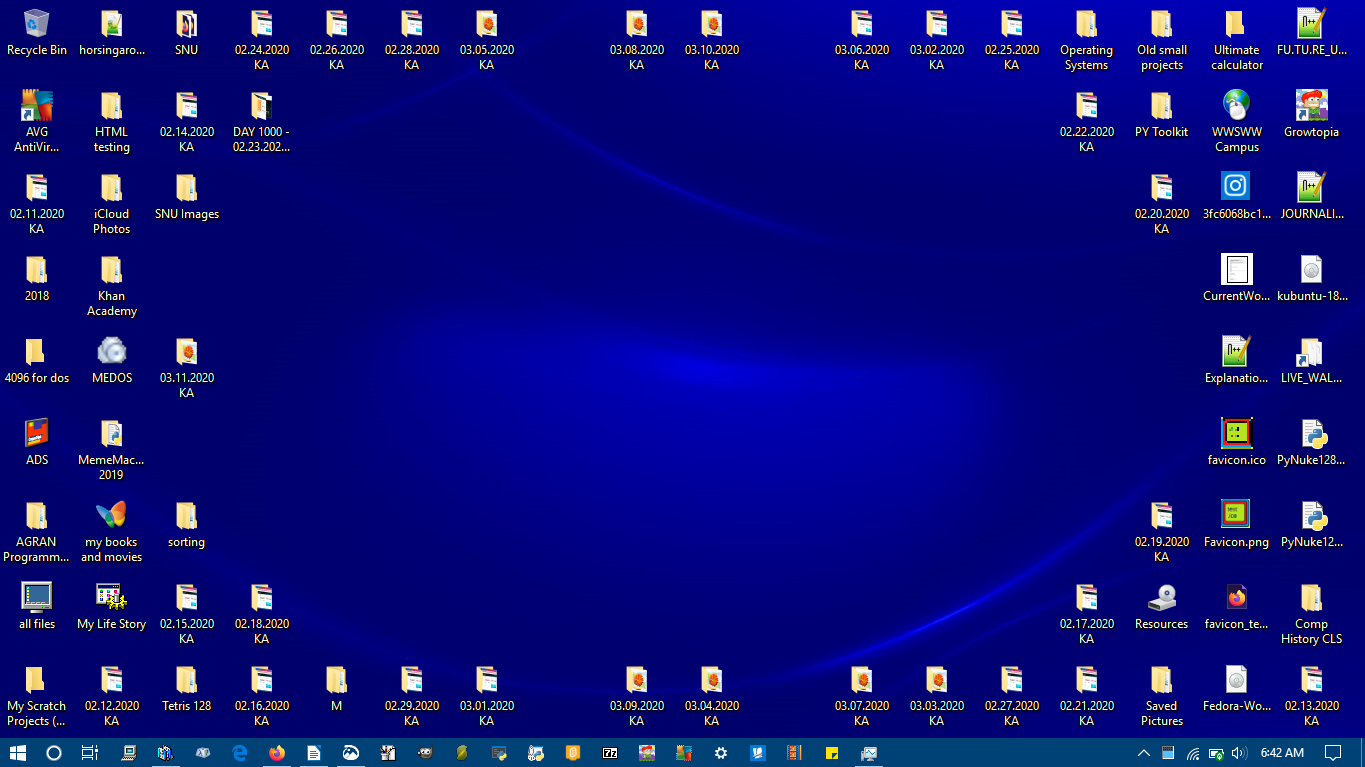 Recycle Bin
horsingaro...
SNU
02.24.2020
KA
02.26.2020
KA
02.28.2020
KA
03.05.2020
KA
03.08.2020
KA
03.10.2020
KA
03.06.2020
KA
03.02.2020
KA
02.25.2020
KA
Operating
Systems
Old small
projects
Ultimate
calculator
FU.TU.RE_U...
AVG
AntiVir...
HTML
testing
02.14.2020
KA
DAY 1000 -
02.23.202...
02.22.2020
KA
PY Toolkit
WWSWW
Campus
Growtopia
02.11.2020
KA
iCloud
Photos
SNU Images
02.20.2020
KA
3fc6068bc1...
JOURNALI...
2018
Khan
Academy
CurrentWo...
kubuntu-18...
4096 for dos
MEDOS
03.11.2020
KA
Explanatio...
LIVE_WAL...
ADS
MemeMac...
2019
favicon.ico
PyNuke128...
AGRAN
Programm...
my books
and movies
sorting
02.19.2020
KA
Favicon.png
PyNuke12...
all files
My Life Story
02.15.2020
KA
02.18.2020
KA
02.17.2020
KA
Resources
favicon_te...
Comp
History CLS
My Scratch
Projects (...
02.12.2020
KA
Tetris 128
02.16.2020
KA
M
02.29.2020
KA
03.01.2020
KA
03.09.2020
KA
03.04.2020
KA
03.07.2020
KA
03.03.2020
KA
02.27.2020
KA
02.21.2020
KA
Saved
Pictures
Fedora-Wo...
02.13.2020
KA
6:42 AM